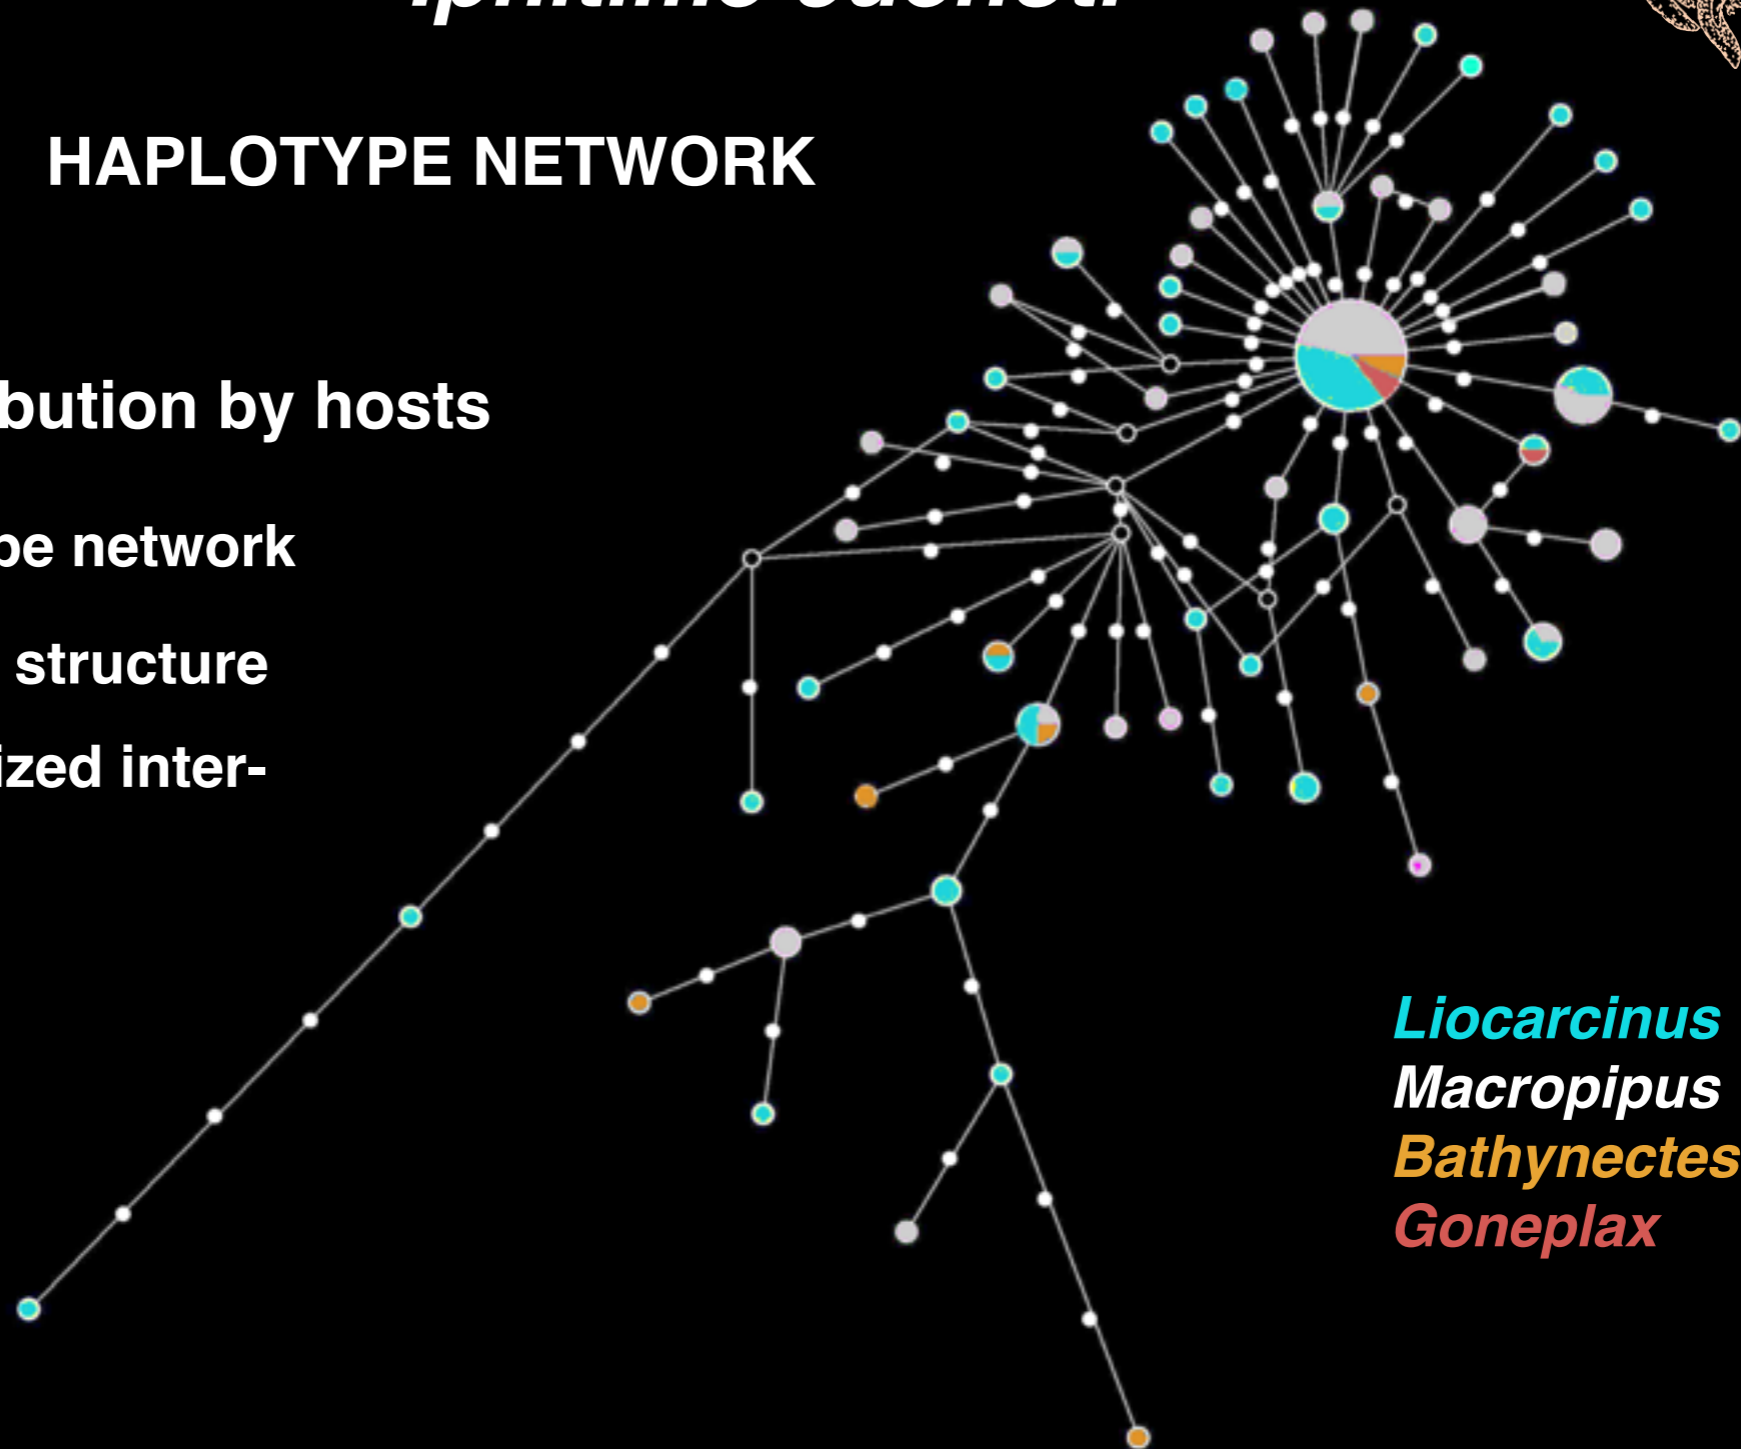 HAPLOTYPE NETWORK
bution by hosts
pe network
structure
ized inter-
Liocarcinus
Macropipus
Bathynectes
Goneplax